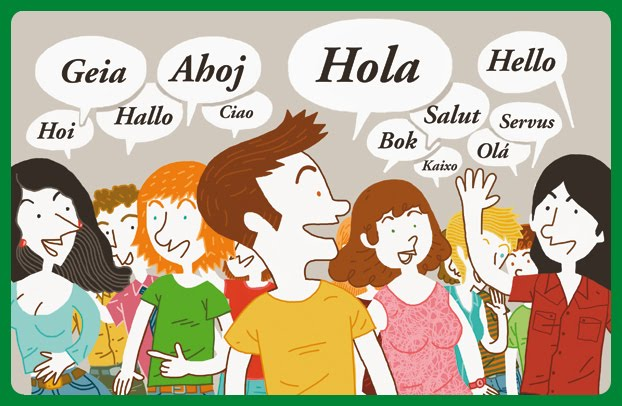 Geia
Ahoj
Hola
Hello
Hoi
Hallo
Ciao
Bok
Salut
Servus
Kaixo
Olá